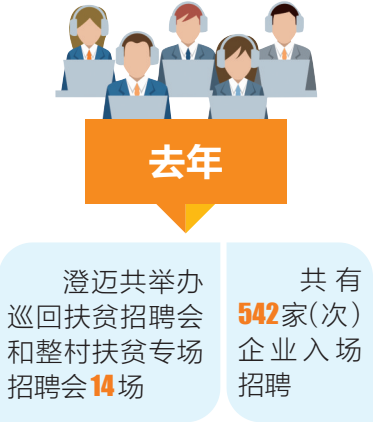 去年
澄迈共举办
巡回扶贫招聘会
和整村扶贫专场
招聘会14场
共有
542家(次)
企业入场
招聘